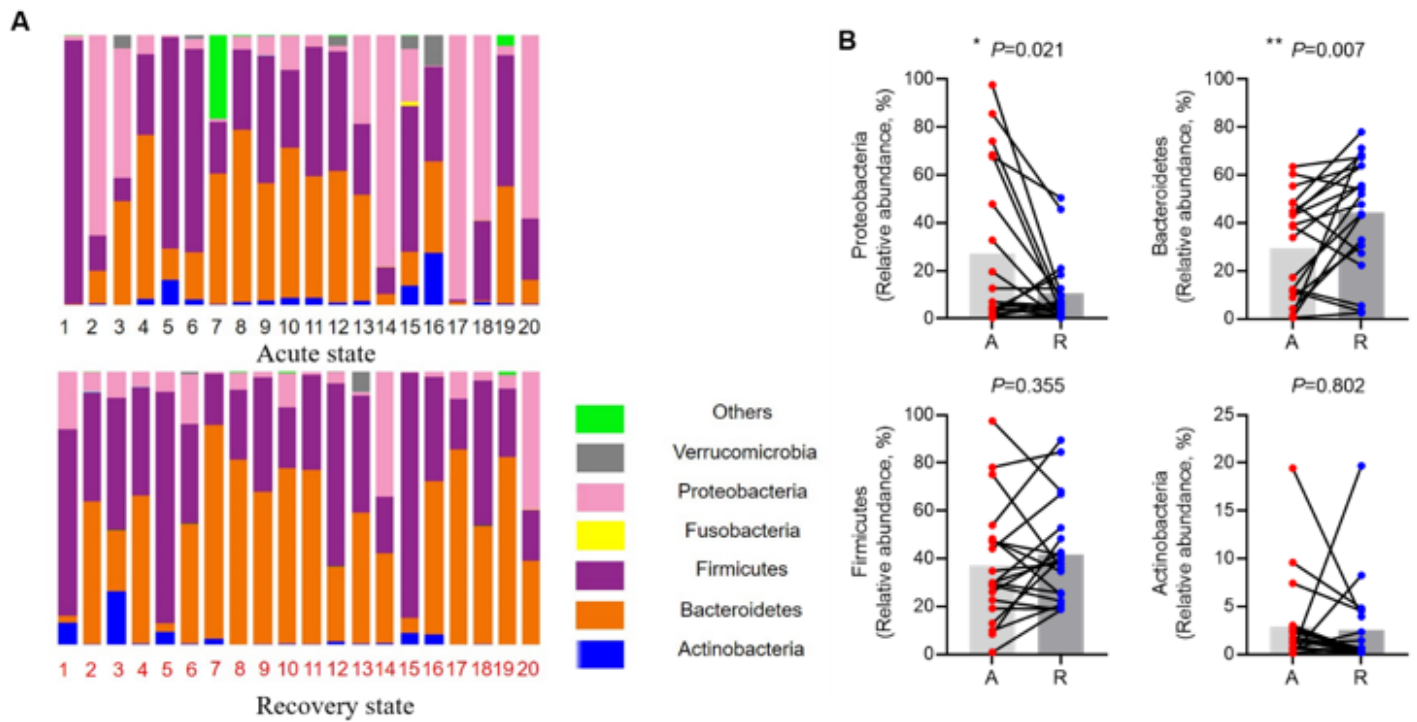 A
1 2 3 4 5 6 7 8 9 10 11 12 13 14 15 16 17 18 19 20
Acute state
1 2 3 4 5 6 7 8 9 10 11 12 13 14 15 16 17 18 19 20
Recovery state
Others
Verrucomicrobia
Proteobacteria
Fusobacteria
Firmicutes
Bacteroidetes
Actinobacteria
B
* P=0.021
Proteobacteria
(Relative abundance, %)
100
80
60
40
20
0
A R
** P=0.007
Bacteroidetes
(Relative abundance, %)
100
80
60
40
20
0
A R
P=0.355
Firmicutes
(Relative abundance, %)
100
80
60
40
20
0
A R
P=0.802
Actinobacteria
(Relative abundance, %)
25
20
15
10
5
0
A R